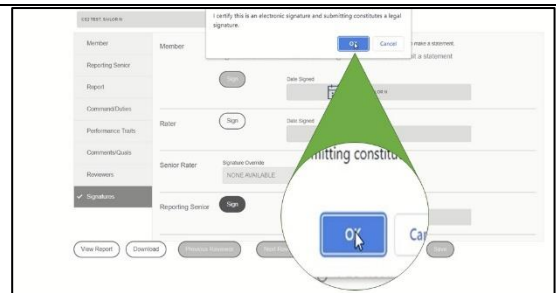 I certify this is an electronic signature and submitting constitutes a legal
signature.
OK Cancel
make a statement.
Member
Member
a statement
Reporting Senior
Sign
Date Signed
Report
Command/Duties
Rater
Sign
Date Signed
Performance Traits
Comments/Quals
Senior Rater
Signature Override
NONE AVAILABLE
Reviewers
Signatures
Reporting Senior
Sign
mitting constitu
OK
Ca
View Report
Download